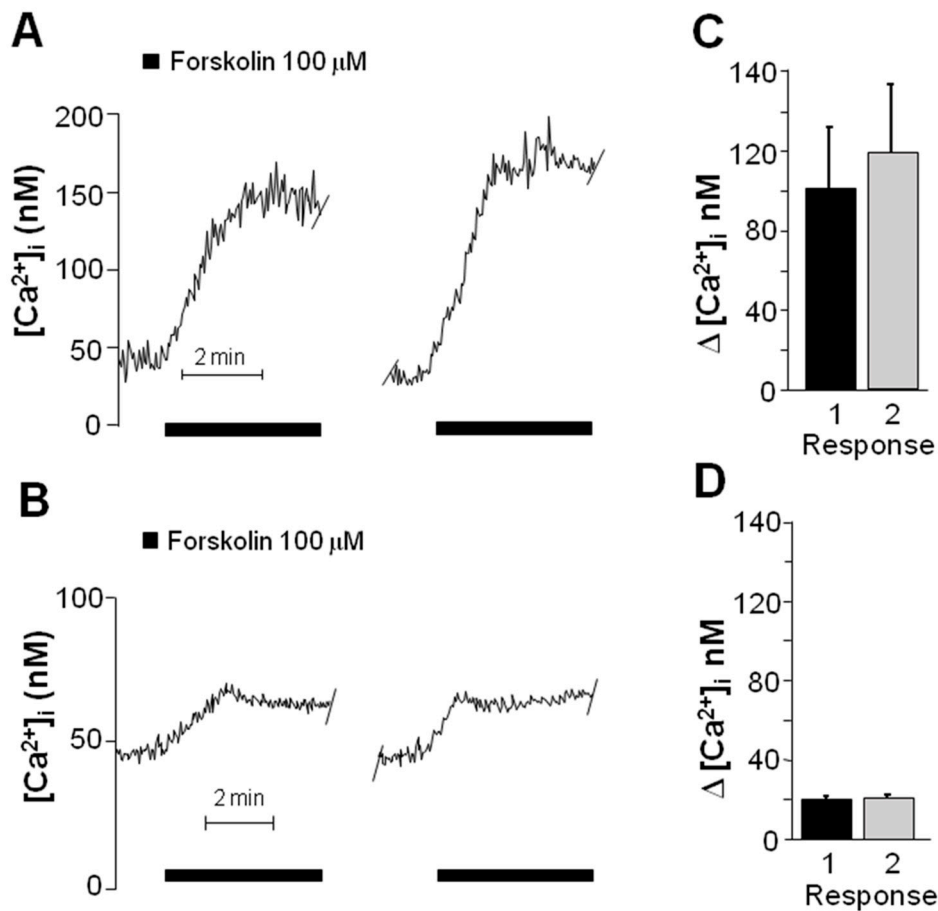 A
■ Forskolin 100 μM
[Ca²⁺]ᵢ (nM)
200
150
100
50
0
2 min
C
Δ [Ca²⁺]ᵢ nM
140
120
80
40
0
1 2
Response
B
■ Forskolin 100 μM
[Ca²⁺]ᵢ (nM)
100
50
0
2 min
D
Δ [Ca²⁺]ᵢ nM
140
120
80
40
0
1 2
Response